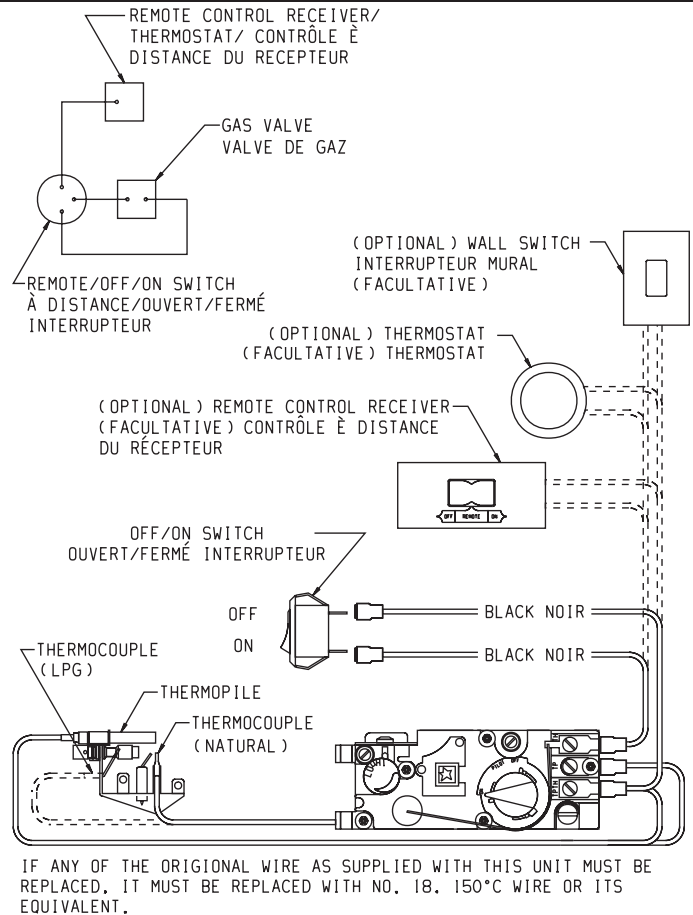 REMOTE CONTROL RECEIVER/
THERMOSTAT/ CONTRÔLE È
DISTANCE DU RECEPTEUR
GAS VALVE
VALVE DE GAZ
REMOTE/OFF/ON SWITCH
À DISTANCE/OUVERT/FERMÉ
INTERRUPTEUR
(OPTIONAL) WALL SWITCH
INTERRUPTEUR MURAL
(FACULTATIVE)
(OPTIONAL) THERMOSTAT
(FACULTATIVE) THERMOSTAT
(OPTIONAL) REMOTE CONTROL RECEIVER
(FACULTATIVE) CONTRÔLE È DISTANCE
DU RÉCEPTEUR
OFF REMOTE ON
OFF/ON SWITCH
OUVERT/FERMÉ INTERRUPTEUR
OFF
BLACK NOIR
ON
BLACK NOIR
THERMOCOUPLE
(LPG)
THERMOPILE
THERMOCOUPLE
(NATURAL)
PILOT
TP
IF ANY OF THE ORIGIONAL WIRE AS SUPPLIED WITH THIS UNIT MUST BE
REPLACED, IT MUST BE REPLACED WITH NO. 18, 150°C WIRE OR ITS
EQUIVALENT.